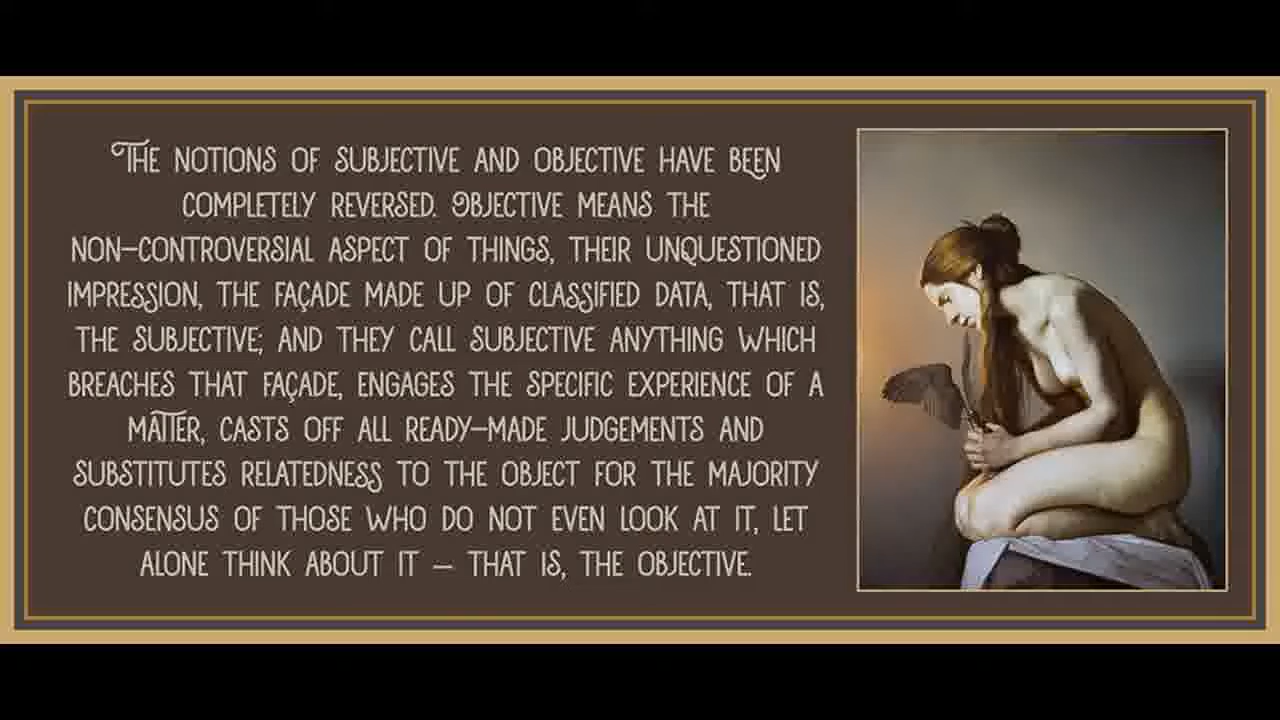 THE NOTIONS OF SUBJECTIVE AND OBJECTIVE HAVE BEEN
COMPLETELY REVERSED. OBJECTIVE MEANS THE
NON–CONTROVERSIAL ASPECT OF THINGS, THEIR UNQUESTIONED
IMPRESSION, THE FAÇADE MADE UP OF CLASSIFIED DATA, THAT IS,
THE SUBJECTIVE; AND THEY CALL SUBJECTIVE ANYTHING WHICH
BREACHES THAT FAÇADE, ENGAGES THE SPECIFIC EXPERIENCE OF A
MATTER, CASTS OFF ALL READY–MADE JUDGEMENTS AND
SUBSTITUTES RELATEDNESS TO THE OBJECT FOR THE MAJORITY
CONSENSUS OF THOSE WHO DO NOT EVEN LOOK AT IT, LET
ALONE THINK ABOUT IT – THAT IS, THE OBJECTIVE.